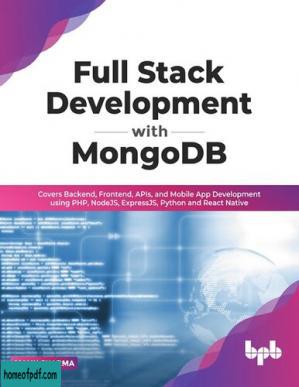 Full Stack
Development
with
MongoDB
Covers Backend, Frontend, APIs, and Mobile App Development
using PHP, NodeJS, ExpressJS, Python and React Native
homeofpdf.com
bpb